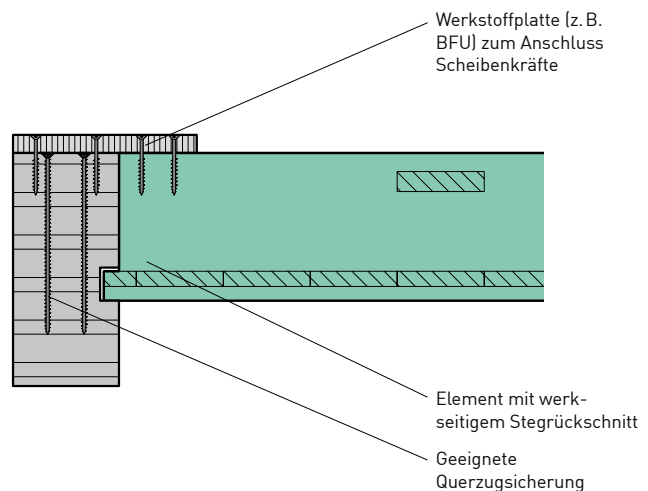 Werkstoffplatte (z. B.
BFU) zum Anschluss
Scheibenkräfte
Element mit werk-
seitigem Stegrückschnitt
Geeignete
Querzugsicherung